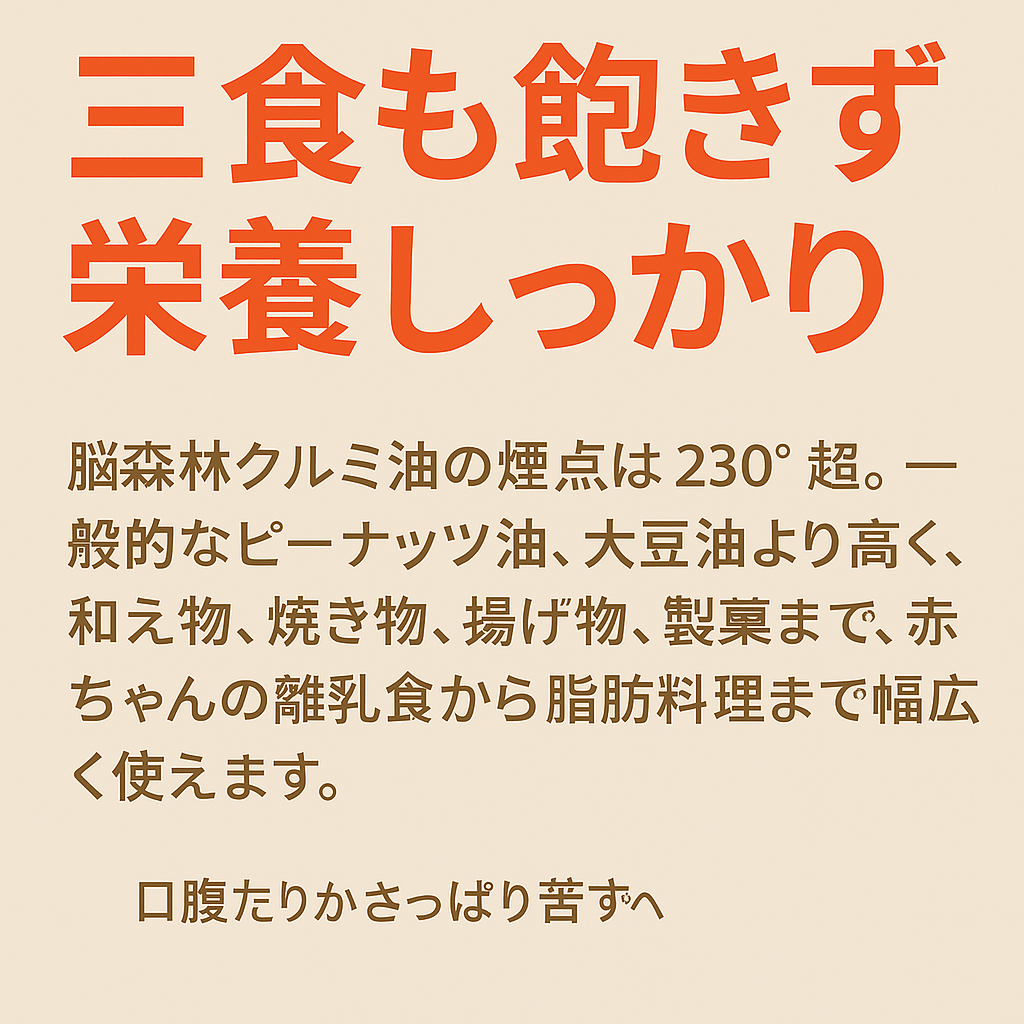 三食も飽きず
栄養しっかり
脳森林クルミ油の煙点は 230° 超。一
般的なピーナッツ油、大豆油より高く、
和え物、焼き物、揚げ物、製菓まで、赤
ちゃんの離乳食から脂肪料理まで幅広
く使えます。
口腹たりかさっぱり苦ずへ